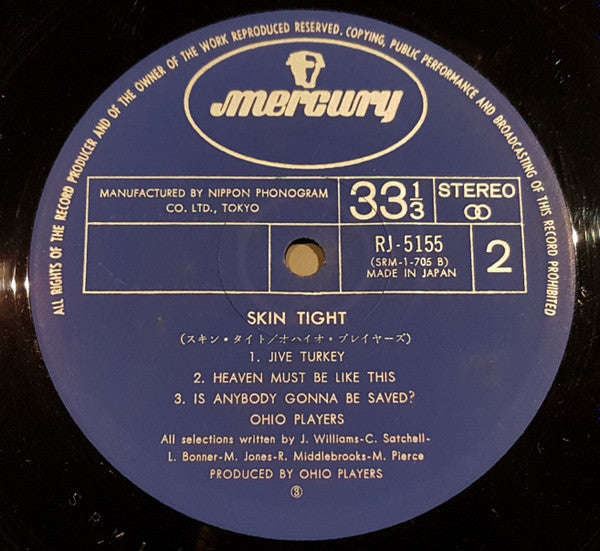 ALL RIGHTS OF THE RECORD PRODUCER AND OF THE OWNER OF THE WORK REPRODUCED RESERVED. COPYING, PUBLIC PERFORMANCE AND BROADCASTING OF THIS RECORD PROHIBITED
mercury
MANUFACTURED BY NIPPON PHONOGRAM
CO. LTD., TOKYO
33 1/3
STEREO
RJ-5155
(SRM-1-705 B)
MADE IN JAPAN
2
SKIN TIGHT
(スキン・タイト/オハイオ・プレイヤーズ)
1. JIVE TURKEY
2. HEAVEN MUST BE LIKE THIS
3. IS ANYBODY GONNA BE SAVED?
OHIO PLAYERS
All selections written by J. Williams-C. Satchell-
L. Bonner-M. Jones-R. Middlebrooks-M. Pierce
PRODUCED BY OHIO PLAYERS
③
S R M